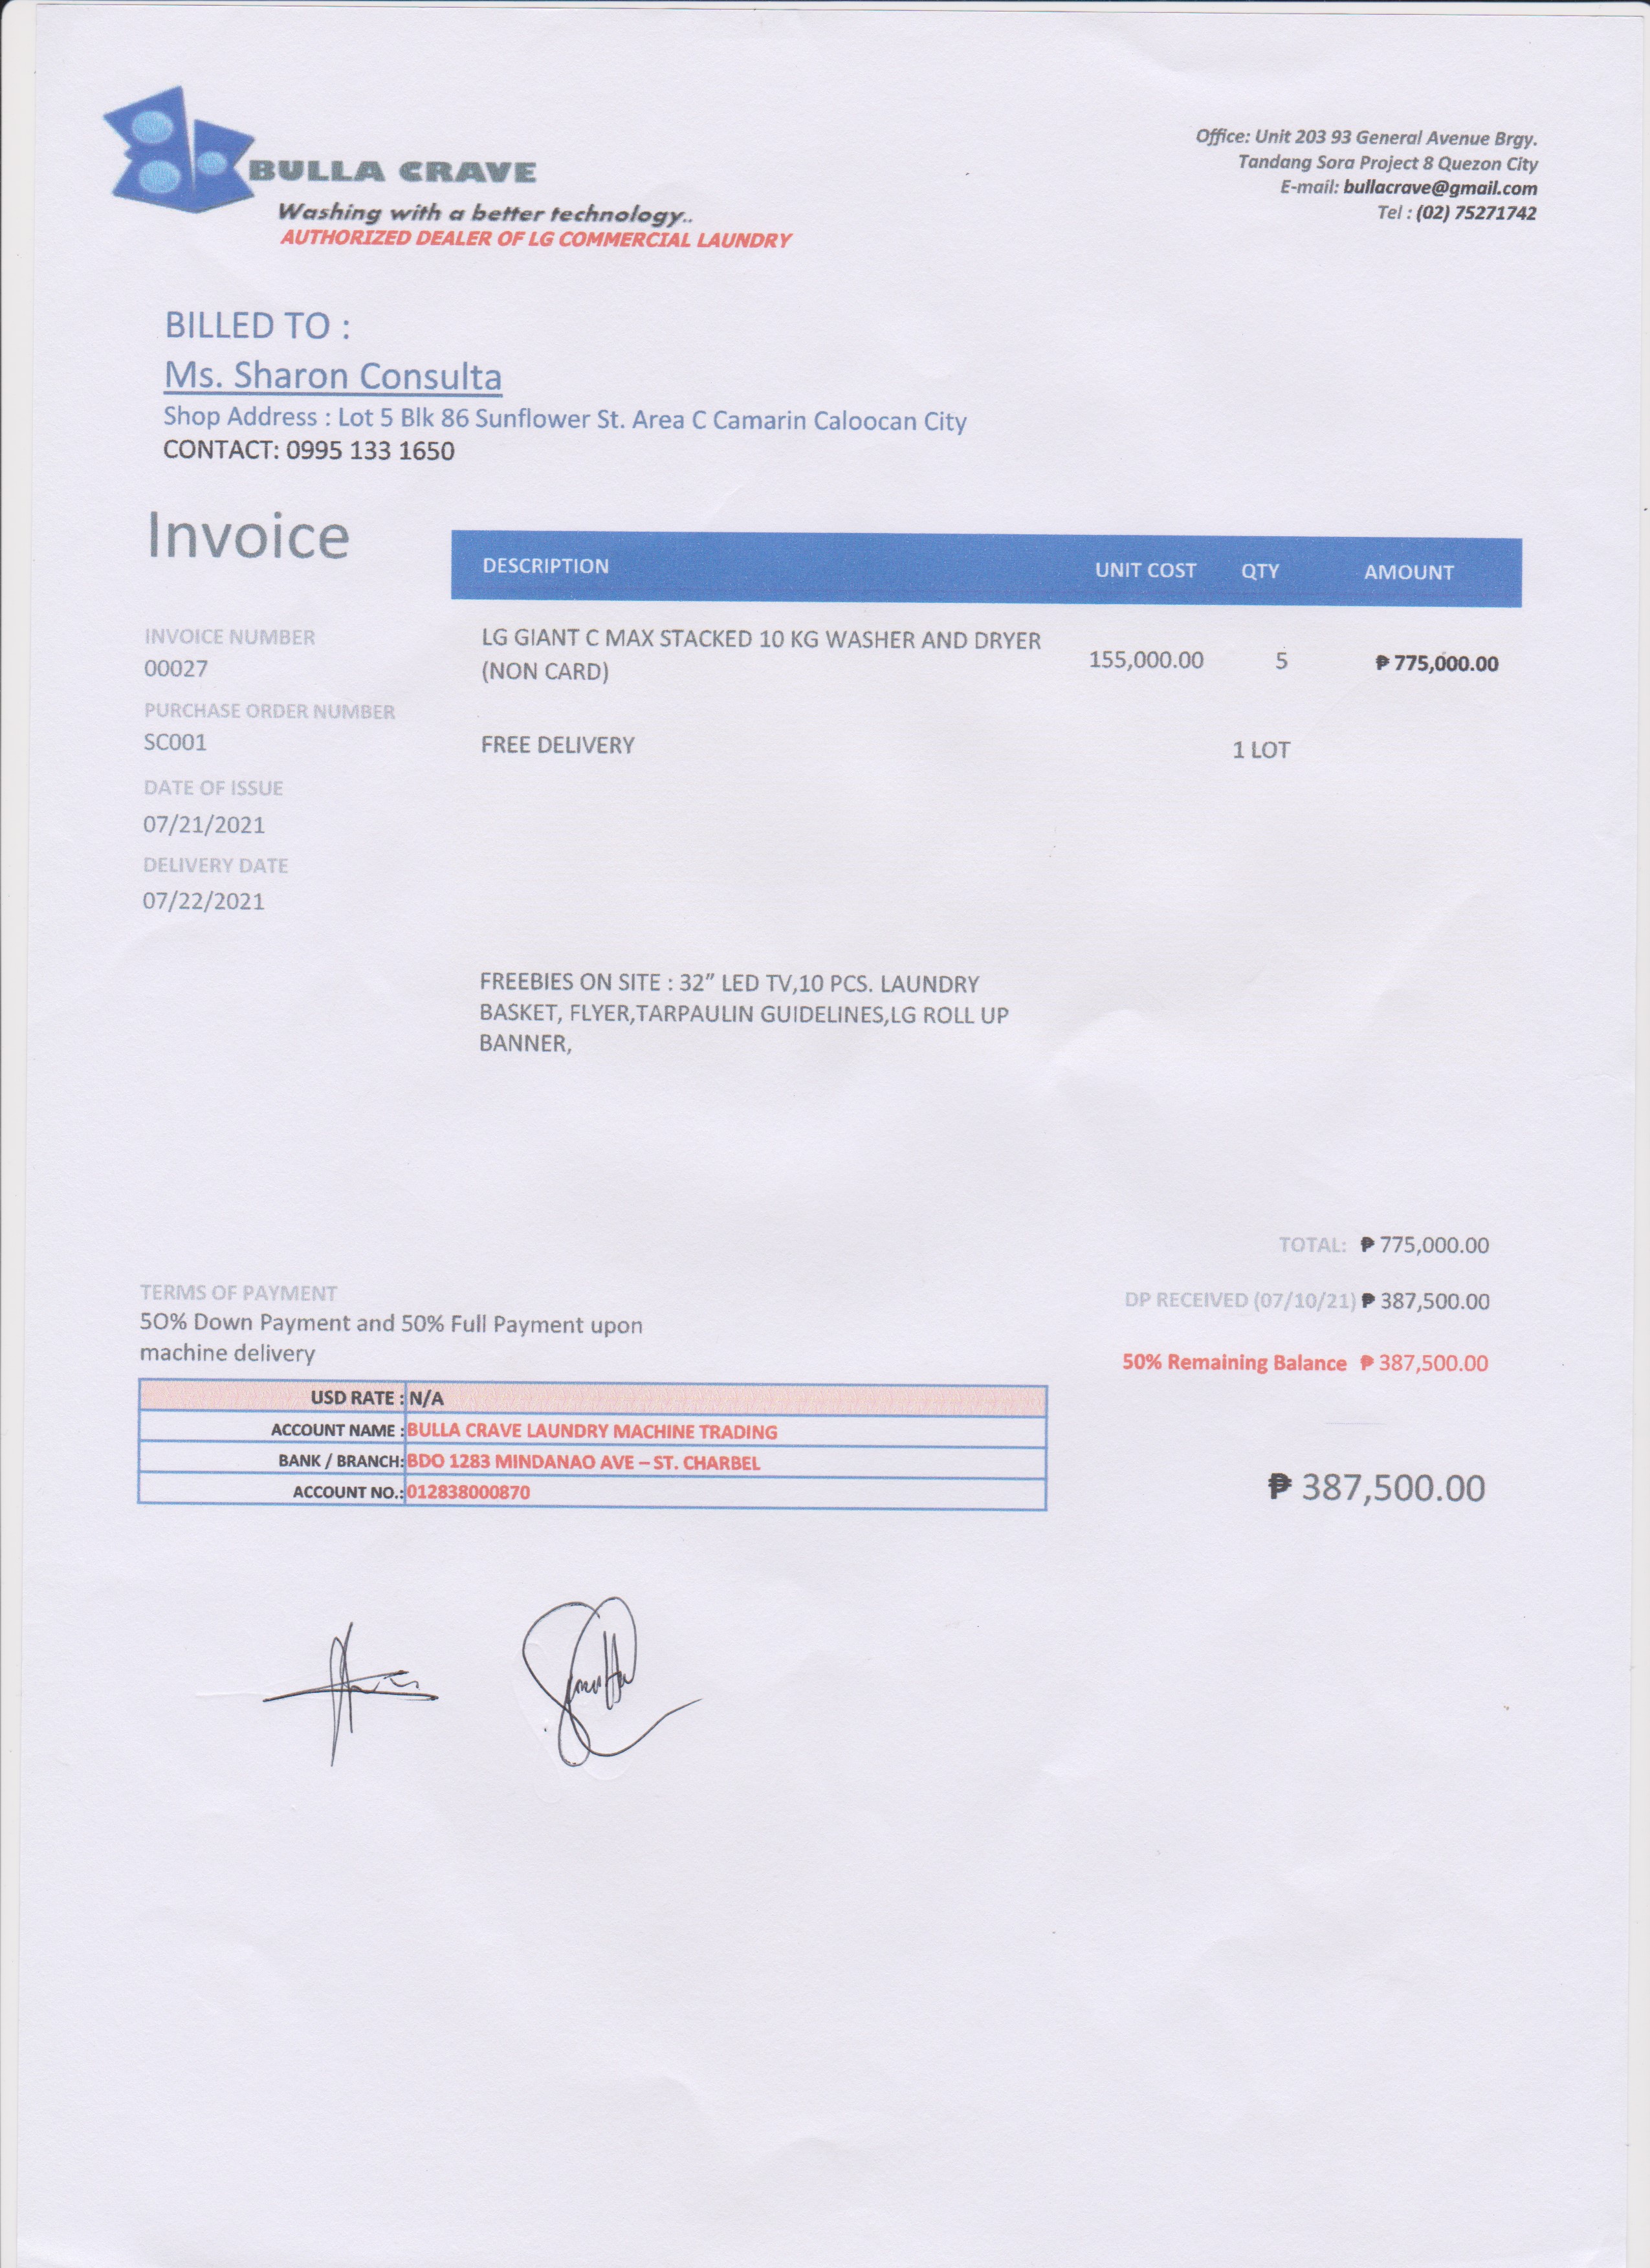 BULLA CRAVE
Washing with a better technology..
AUTHORIZED DEALER OF LG COMMERCIAL LAUNDRY
Office: Unit 203 93 General Avenue Brgy.
Tandang Sora Project 8 Quezon City
E-mail: bullacrave@gmail.com
Tel : (02) 75271742
BILLED TO :
Ms. Sharon Consulta
Shop Address : Lot 5 Blk 86 Sunflower St. Area C Camarin Caloocan City
CONTACT: 0995 133 1650
Invoice
INVOICE NUMBER
00027
PURCHASE ORDER NUMBER
SC001
DATE OF ISSUE
07/21/2021
DELIVERY DATE
07/22/2021
DESCRIPTION UNIT COST QTY AMOUNT
LG GIANT C MAX STACKED 10 KG WASHER AND DRYER
(NON CARD) 155,000.00 5 ₱ 775,000.00
FREE DELIVERY 1 LOT
FREEBIES ON SITE : 32” LED TV,10 PCS. LAUNDRY
BASKET, FLYER,TARPAULIN GUIDELINES,LG ROLL UP
BANNER,
TOTAL: ₱ 775,000.00
DP RECEIVED (07/10/21) ₱ 387,500.00
50% Remaining Balance ₱ 387,500.00
₱ 387,500.00
TERMS OF PAYMENT
5O% Down Payment and 50% Full Payment upon
machine delivery
USD RATE : N/A
ACCOUNT NAME : BULLA CRAVE LAUNDRY MACHINE TRADING
BANK / BRANCH: BDO 1283 MINDANAO AVE – ST. CHARBEL
ACCOUNT NO.: 012838000870